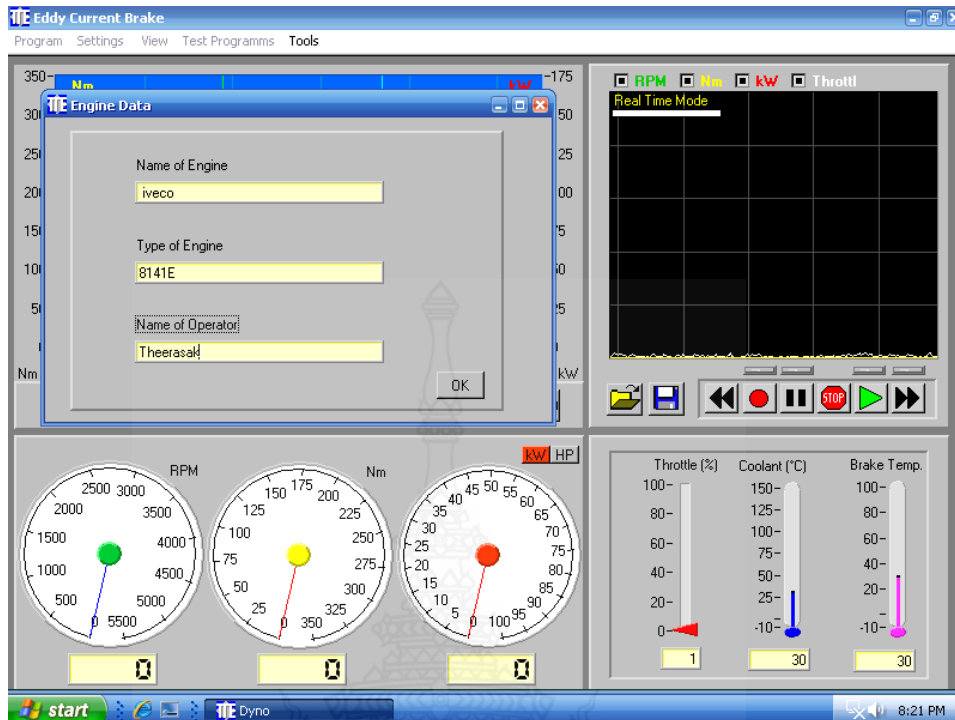 Eddy Current Brake
Program Settings View Test Programms Tools
350 Nm kW 175
RPM Nm kW Throttl
Real Time Mode
Engine Data
Name of Engine
iveco
Type of Engine
8141E
Name of Operator
Theerasak
OK
Nm kW
STOP
kW HP
RPM
0 500 1000 1500 2000 2500 3000 3500 4000 4500 5000 5500
0
Nm
0 25 50 75 100 125 150 175 200 225 250 275 300 325 350
0
0 5 10 15 20 25 30 35 40 45 50 55 60 65 70 75 80 85 90 95 100
0
Throttle (%) Coolant (°C) Brake Temp.
100 150 100
80 125 80
60 100 60
40 75 40
20 50 20
0 25 -10
-10
1 30 30
start Dyno 8:21 PM